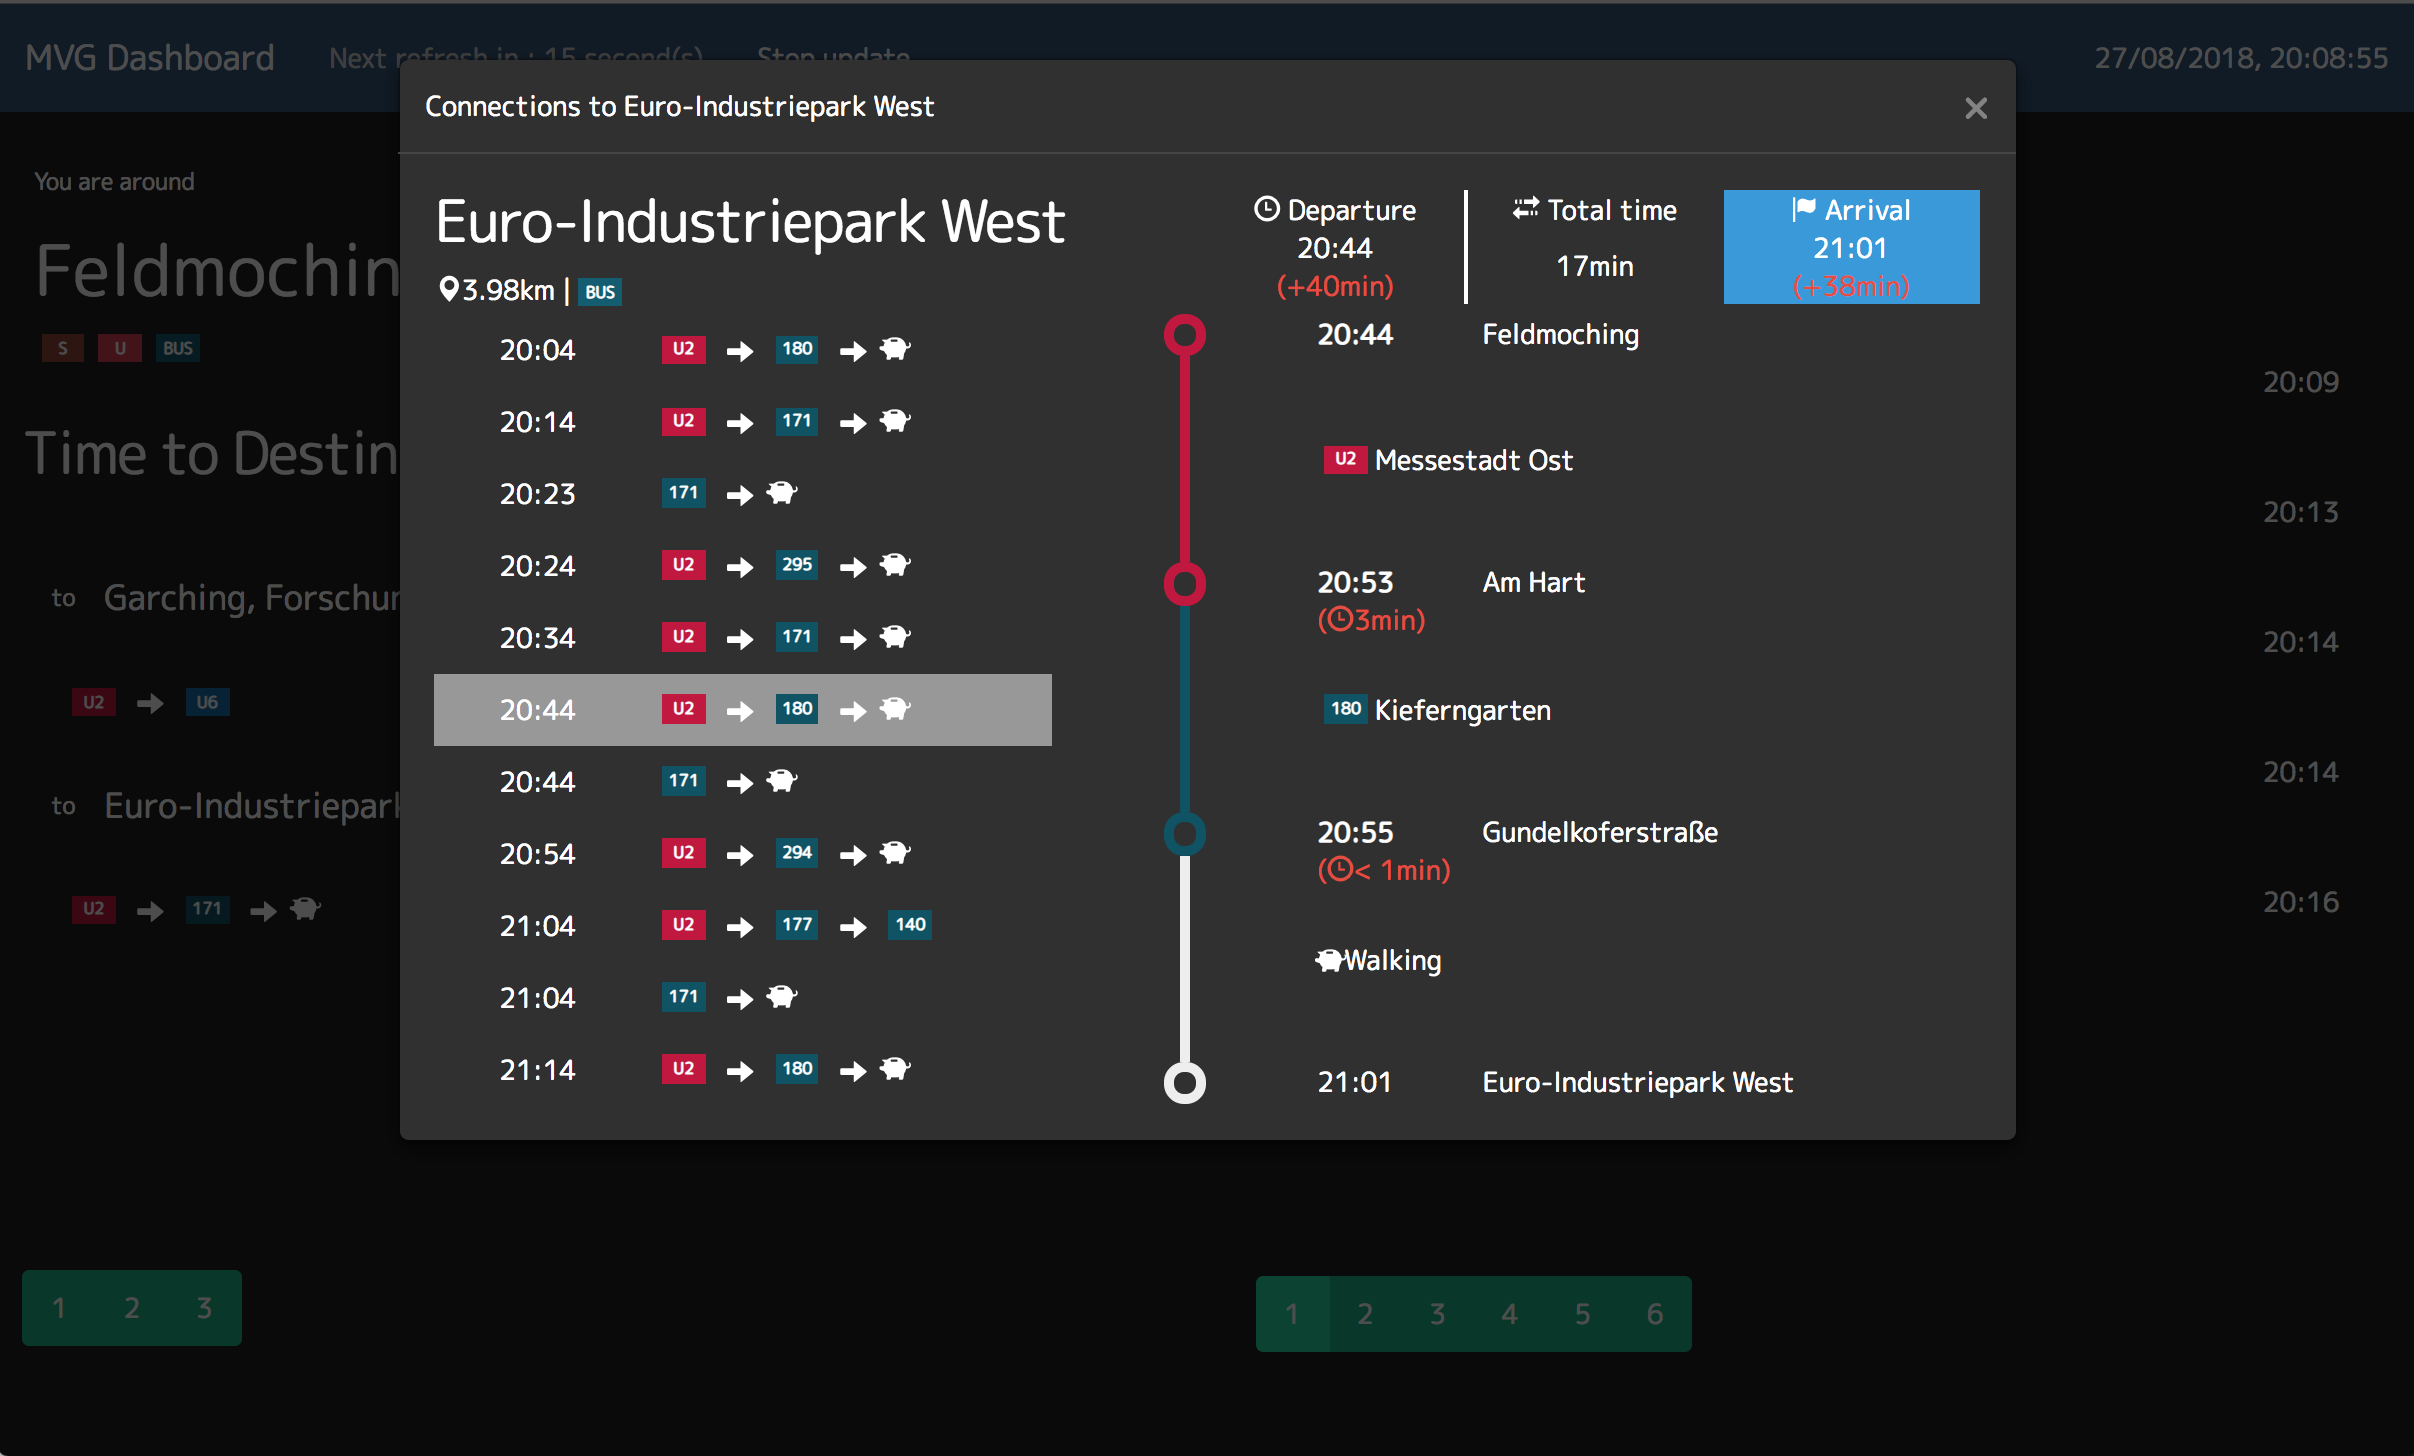 MVG Dashboard Next refresh in : 15 second(s) Stop update 27/08/2018, 20:08:55
Connections to Euro-Industriepark West
You are around
Feldmochin
S U BUS
Time to Destin
to Garching, Forschun
U2 U6
to Euro-Industriepark
U2 171
1 2 3
Euro-Industriepark West
3.98km | BUS
20:04 U2 180
20:14 U2 171
20:23 171
20:24 U2 295
20:34 U2 171
20:44 U2 180
20:44 171
20:54 U2 294
21:04 U2 177 140
21:04 171
21:14 U2 180
Departure
20:44
(+40min)
Total time
17min
Arrival
21:01
(+38min)
20:44 Feldmoching
U2 Messestadt Ost
20:53 Am Hart
(3min)
180 Kieferngarten
20:55 Gundelkoferstraße
(< 1min)
Walking
21:01 Euro-Industriepark West
20:09
20:13
20:14
20:14
20:16
1 2 3 4 5 6